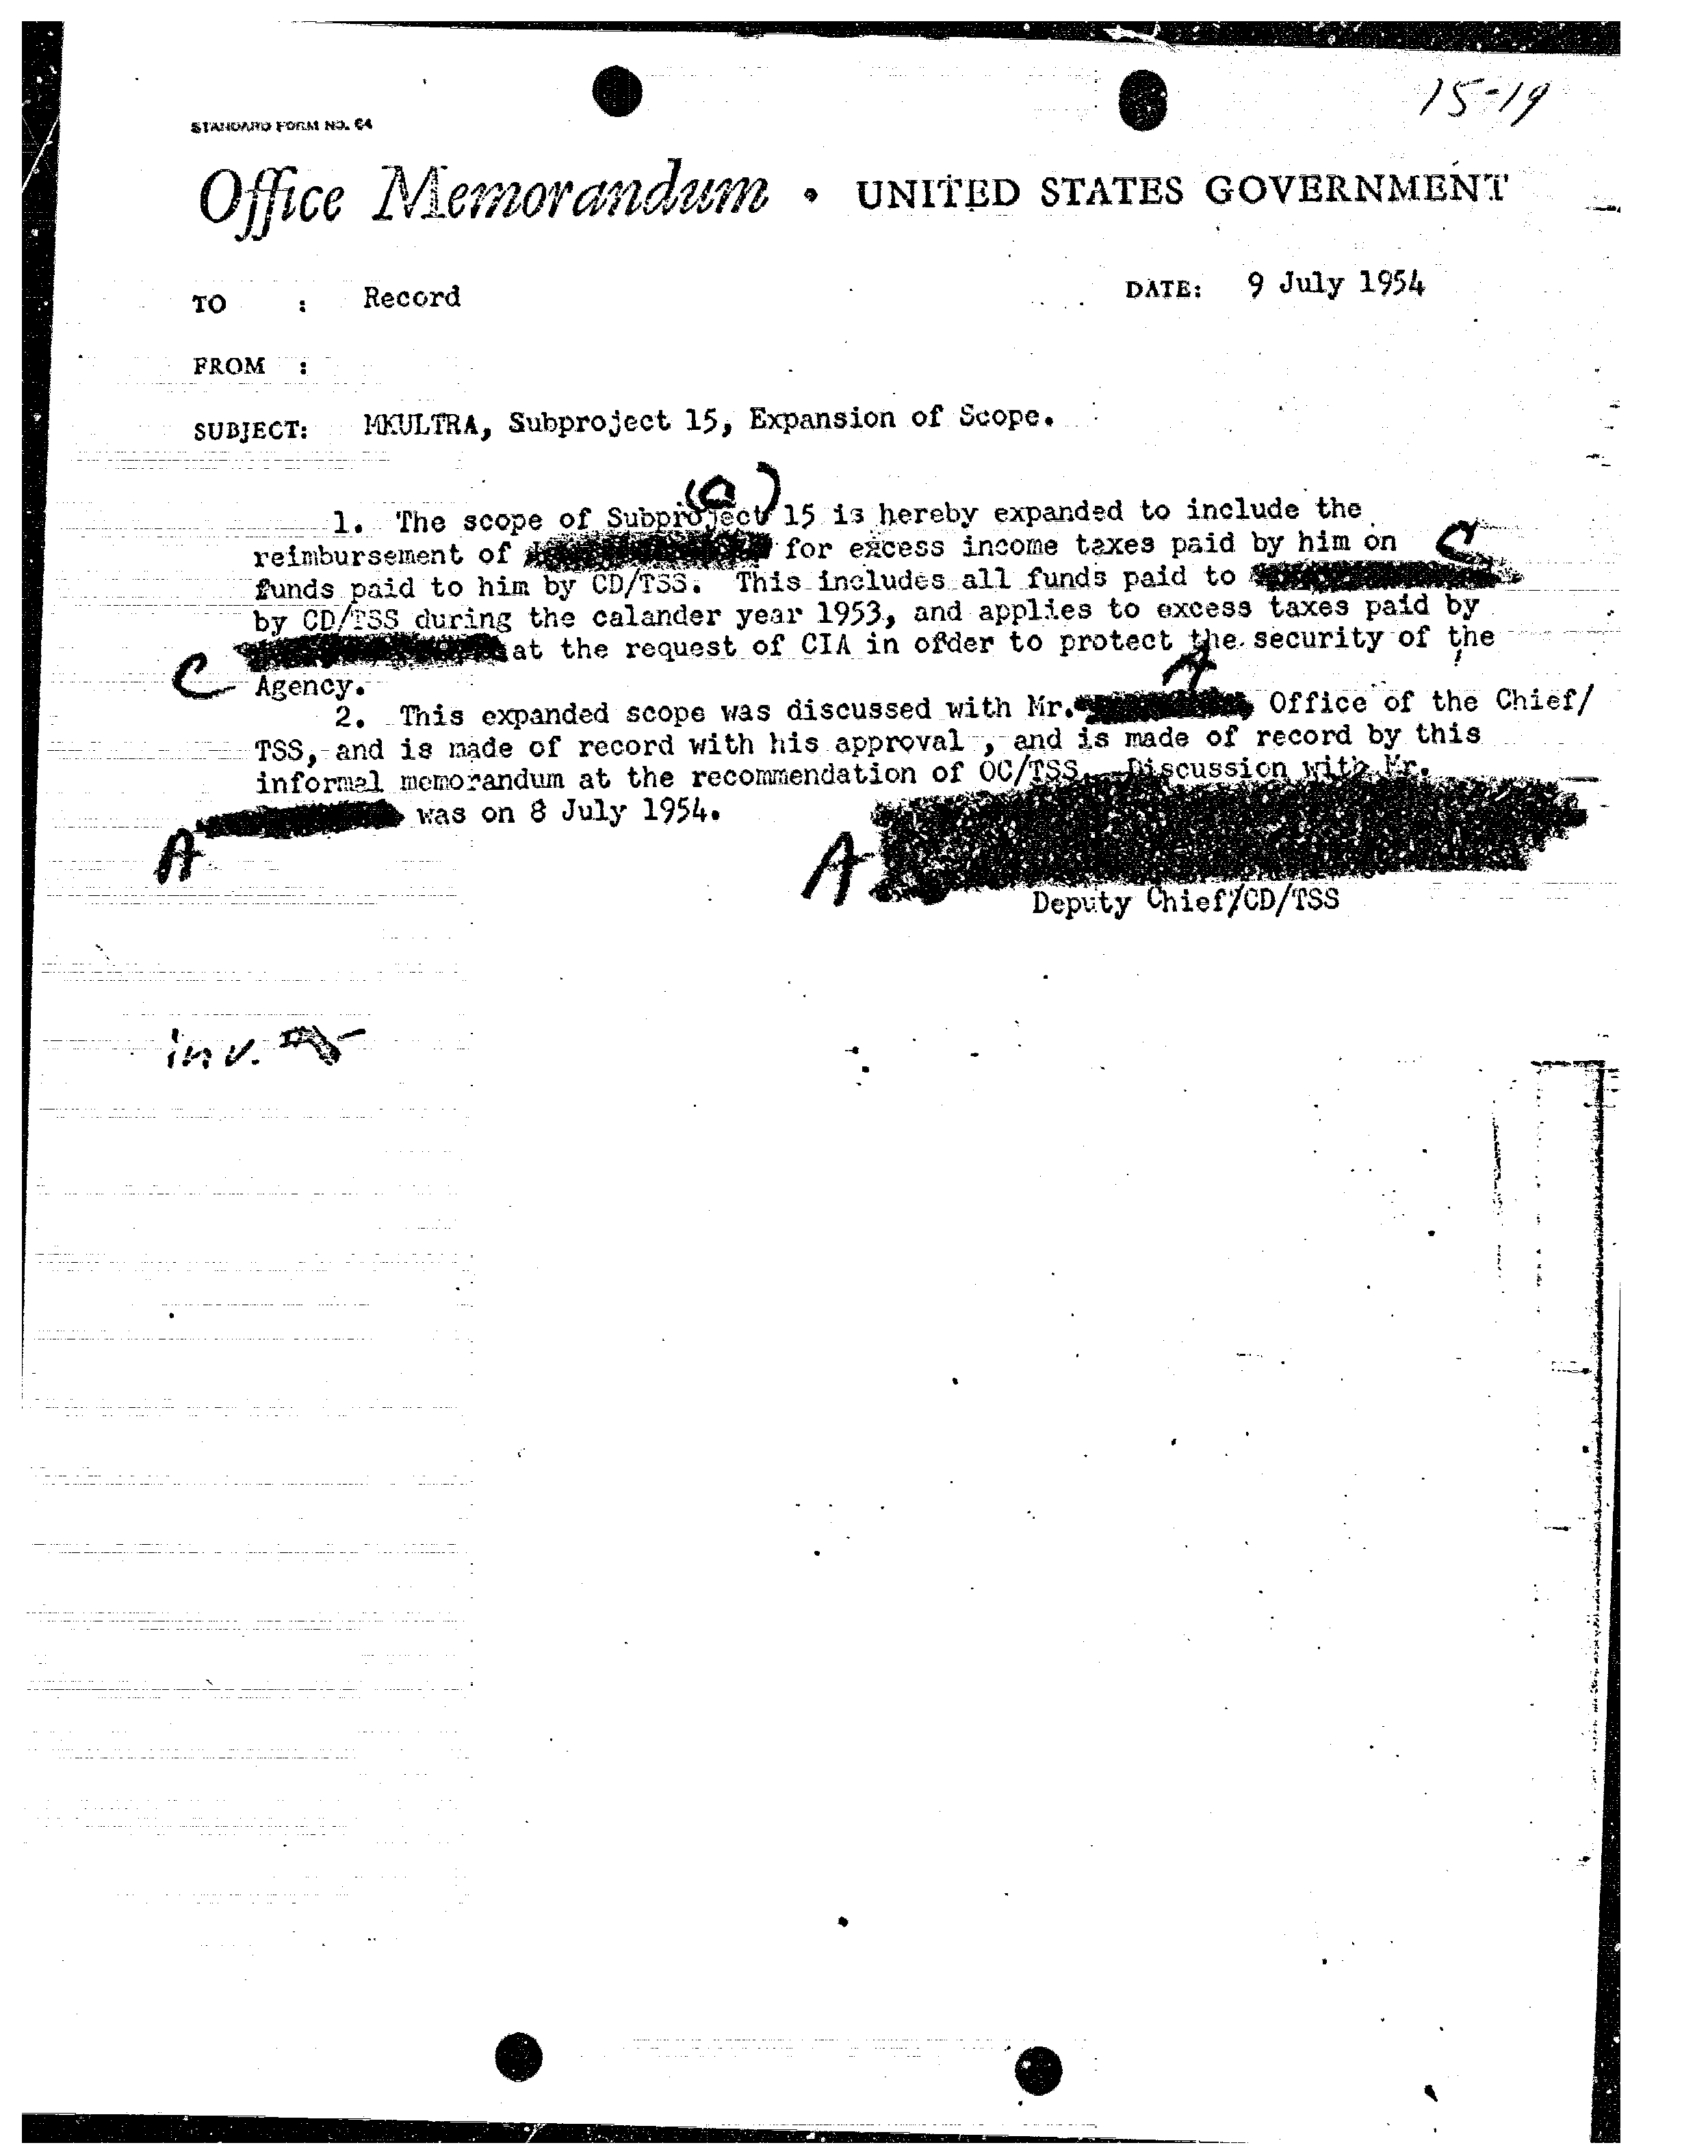 15-19
STANDARD FORM NO. 64
Office Memorandum • UNITED STATES GOVERNMENT
TO : Record DATE: 9 July 1954
FROM :
SUBJECT: MKULTRA, Subproject 15, Expansion of Scope.
1. The scope of Subproject 15 is hereby expanded to include the
reimbursement of for excess income taxes paid by him on C
funds paid to him by CD/TSS. This includes all funds paid to
by CD/TSS during the calander year 1953, and applies to excess taxes paid by
at the request of CIA in order to protect the security of the
C Agency. A
2. This expanded scope was discussed with Mr. , Office of the Chief/
TSS, and is made of record with his approval , and is made of record by this
informal memorandum at the recommendation of OC/TSS. Discussion with Mr.
was on 8 July 1954.
A A
Deputy Chief/CD/TSS
inv.